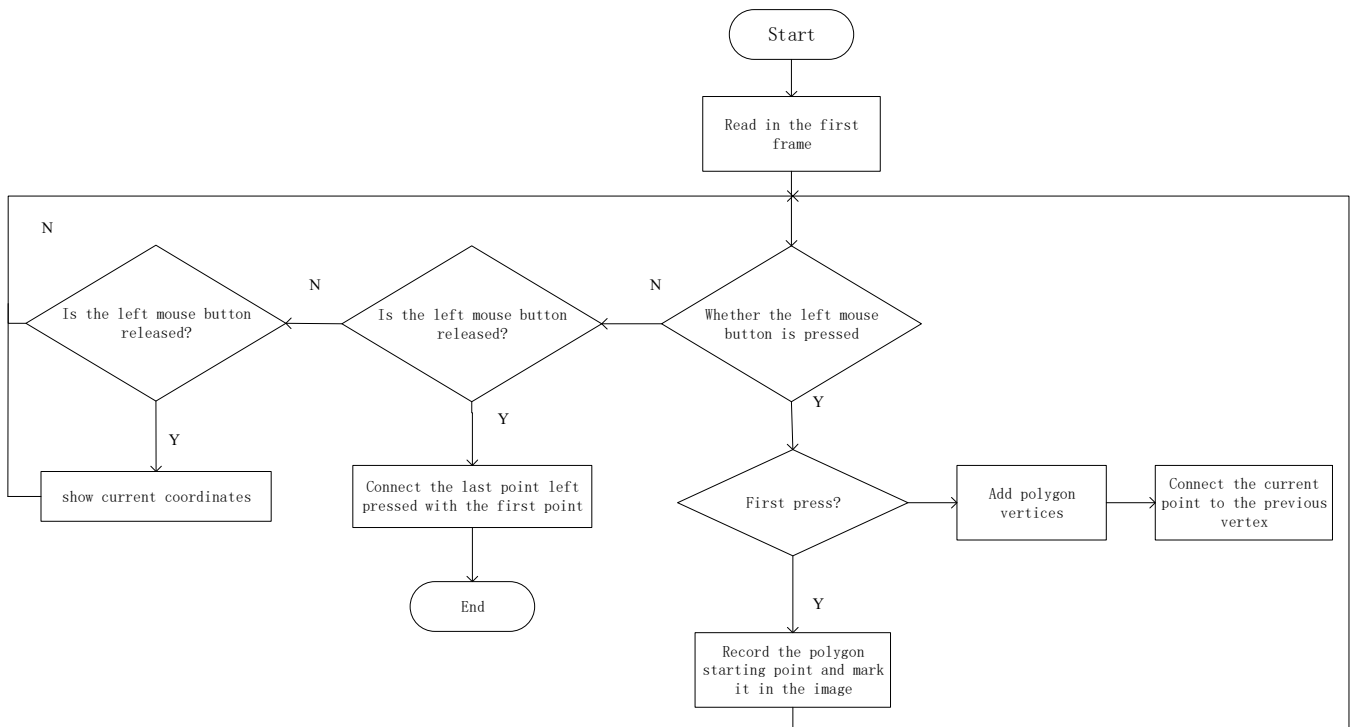 Start
Read in the first
frame
N
Is the left mouse button
released?
N
Is the left mouse button
released?
N
Whether the left mouse
button is pressed
Y
Y
Y
show current coordinates
Connect the last point left
pressed with the first point
First press?
Add polygon
vertices
Connect the current
point to the previous
vertex
End
Y
Record the polygon
starting point and mark
it in the image